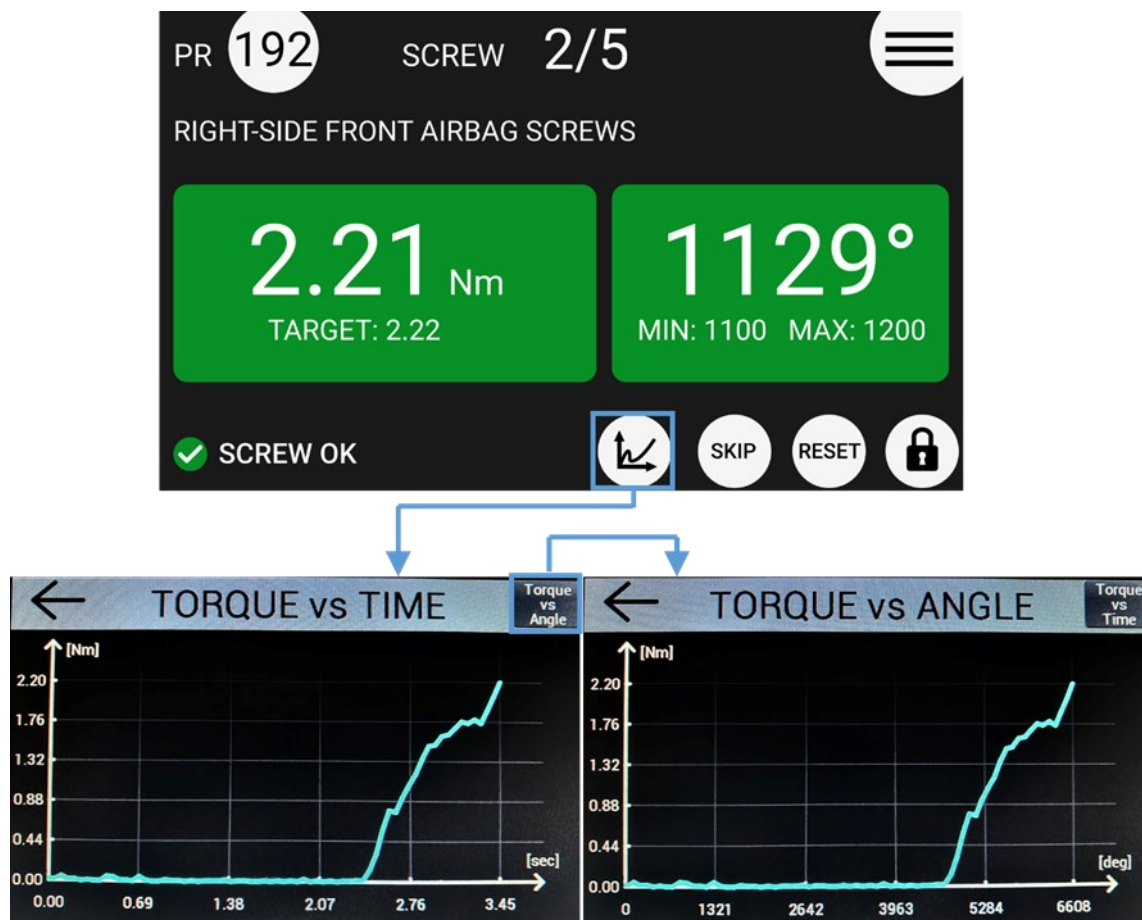 PR 192 SCREW 2/5
RIGHT-SIDE FRONT AIRBAG SCREWS
2.21 Nm
TARGET: 2.22
1129°
MIN: 1100 MAX: 1200
SCREW OK
SKIP
RESET
TORQUE vs TIME
Torque
vs
Angle
[Nm]
2.20
1.76
1.32
0.88
0.44
0.00
[sec]
0.00 0.69 1.38 2.07 2.76 3.45
TORQUE vs ANGLE
Torque
vs
Time
[Nm]
2.20
1.76
1.32
0.88
0.44
0.00
[deg]
0 1321 2642 3963 5284 6608